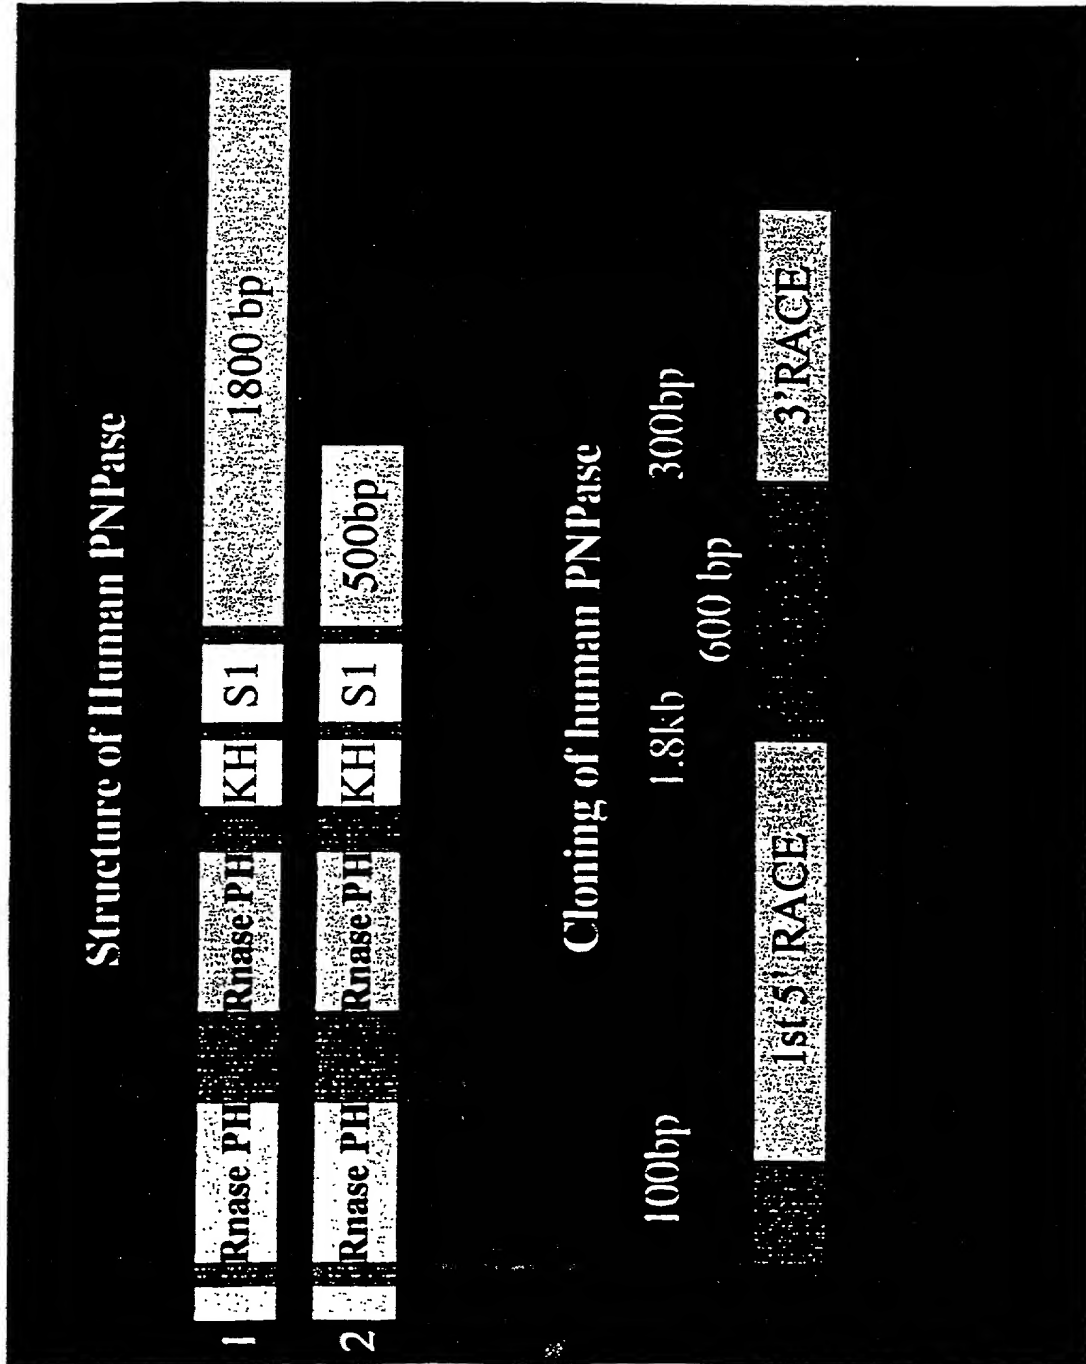 Structure of Human PNPase
1 Rnase PH Rnase PH KH S1 1800 bp
2 Rnase PH Rnase PH KH S1 500bp
Cloning of human PNPase
100bp 1.8kb 300bp
600 bp
1st 5' RACE 3'RACE